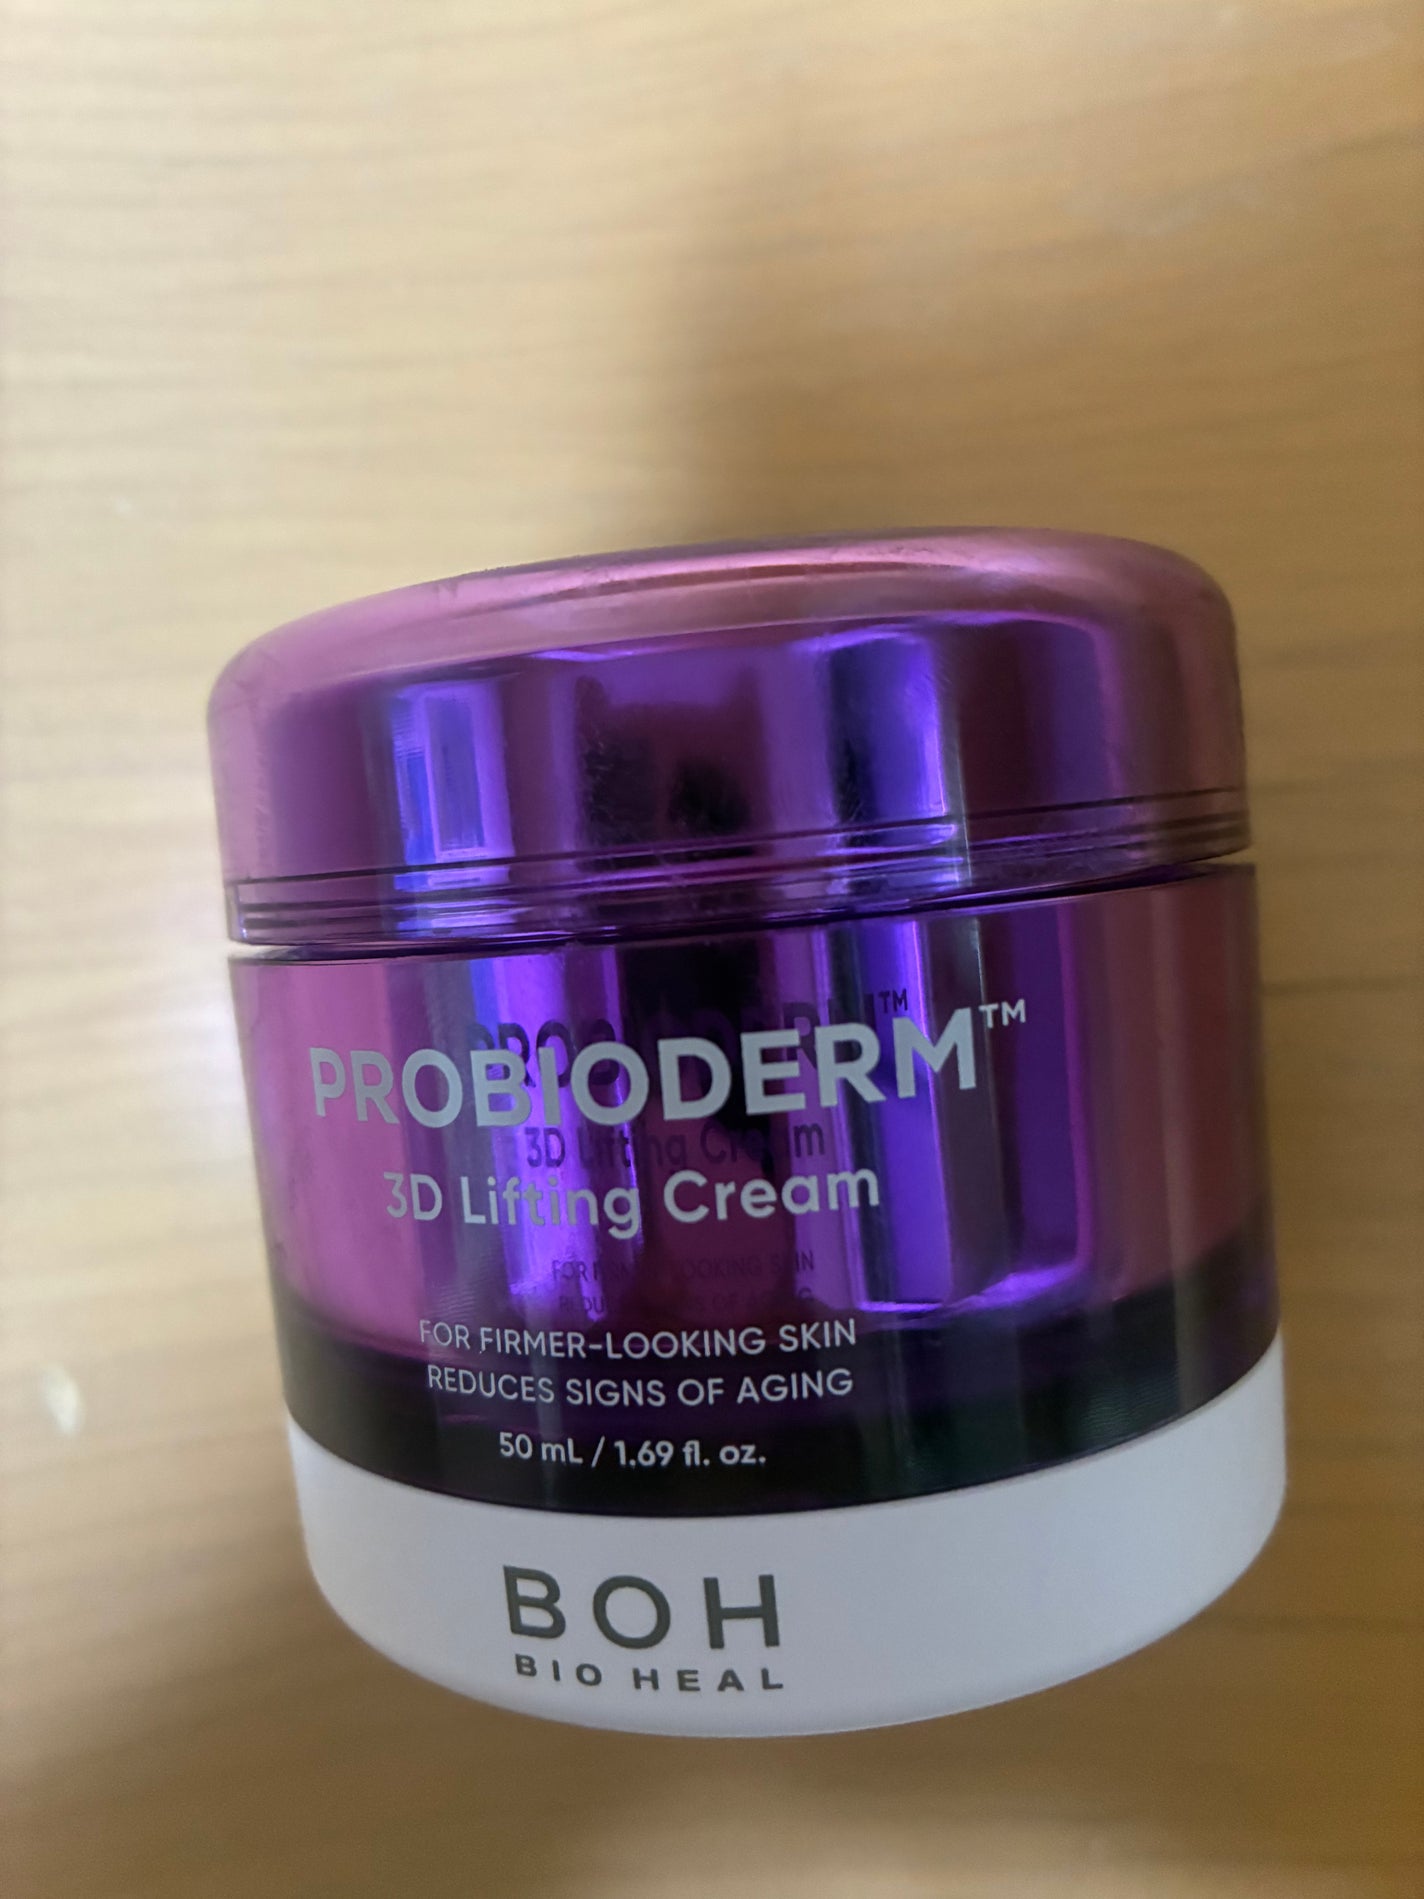 PROBIODERM™
3D Lifting Cream
FOR FIRMER-LOOKING SKIN
REDUCES SIGNS OF AGING
50 mL / 1.69 fl. oz.
BOH
BIO HEAL